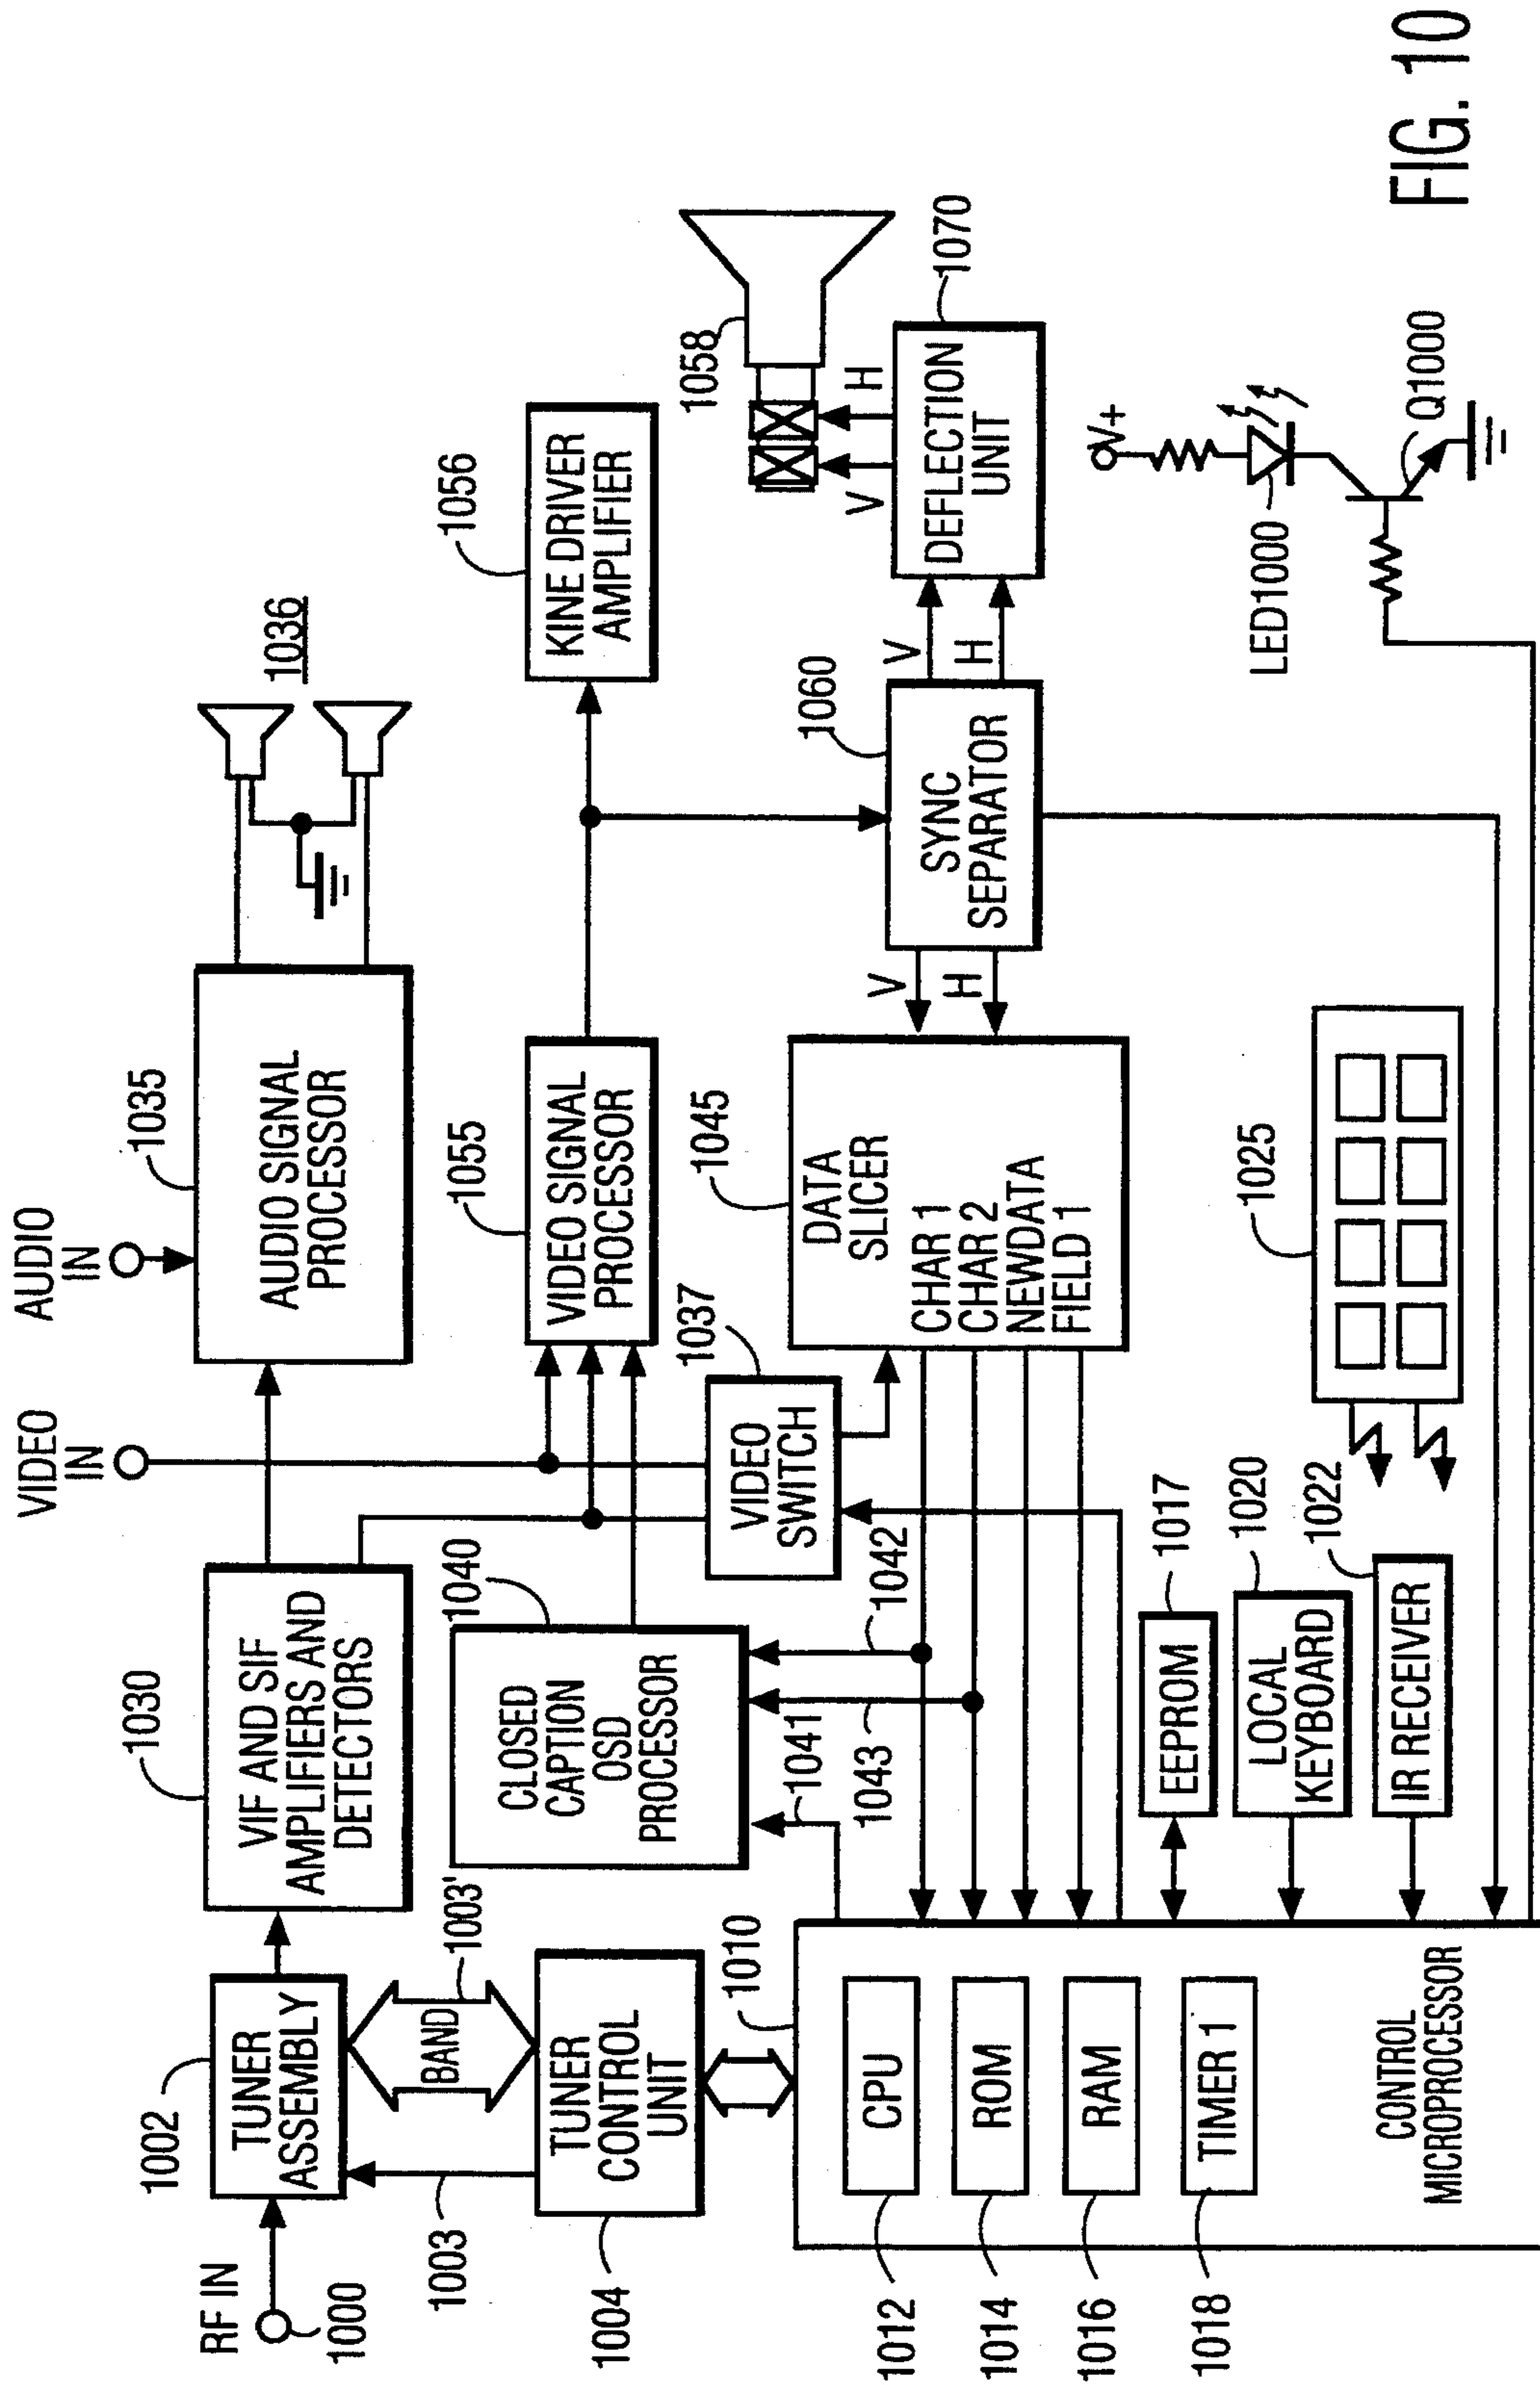 AUDIO
IN
VIDEO
IN
RF IN
1000
1002
TUNER
ASSEMBLY
1030
VIF AND SIF
AMPLIFIERS AND
DETECTORS
1035
AUDIO SIGNAL
PROCESSOR
1036
1003
BAND
1003'
1004
TUNER
CONTROL
UNIT
1040
CLOSED
CAPTION
OSD
PROCESSOR
1041
1042
1043
1055
VIDEO SIGNAL
PROCESSOR
1056
KINE DRIVER
AMPLIFIER
1037
VIDEO
SWITCH
1045
DATA
SLICER
CHAR 1
CHAR 2
NEWDATA
FIELD 1
V
H
1060
SYNC
SEPARATOR
V
H
1058
V
H
1070
DEFLECTION
UNIT
1010
1012
CPU
1014
ROM
1016
RAM
1018
TIMER 1
CONTROL
MICROPROCESSOR
1017
EEPROM
1020
LOCAL
KEYBOARD
1022
IR RECEIVER
1025
V+
LED1000
Q1000
FIG. 10